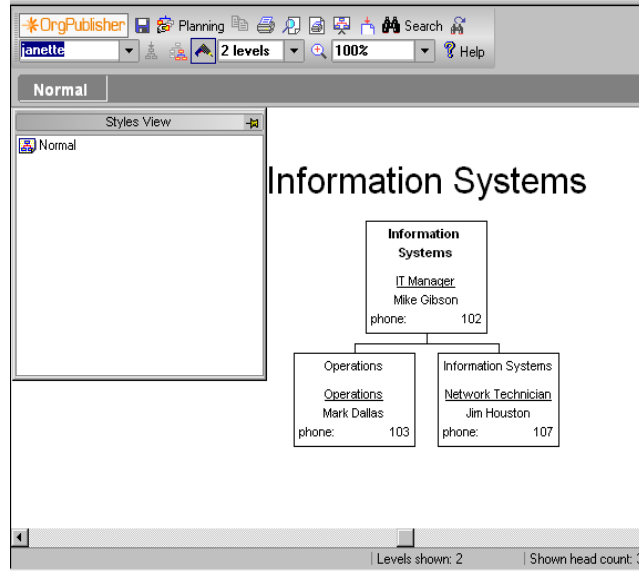 OrgPublisher Planning Search
janette 2 levels 100% Help
Normal
Styles View
Normal
Information Systems
Information
Systems
IT Manager
Mike Gibson
phone: 102
Operations
Operations
Mark Dallas
phone: 103
Information Systems
Network Technician
Jim Houston
phone: 107
Levels shown: 2 Shown head count: